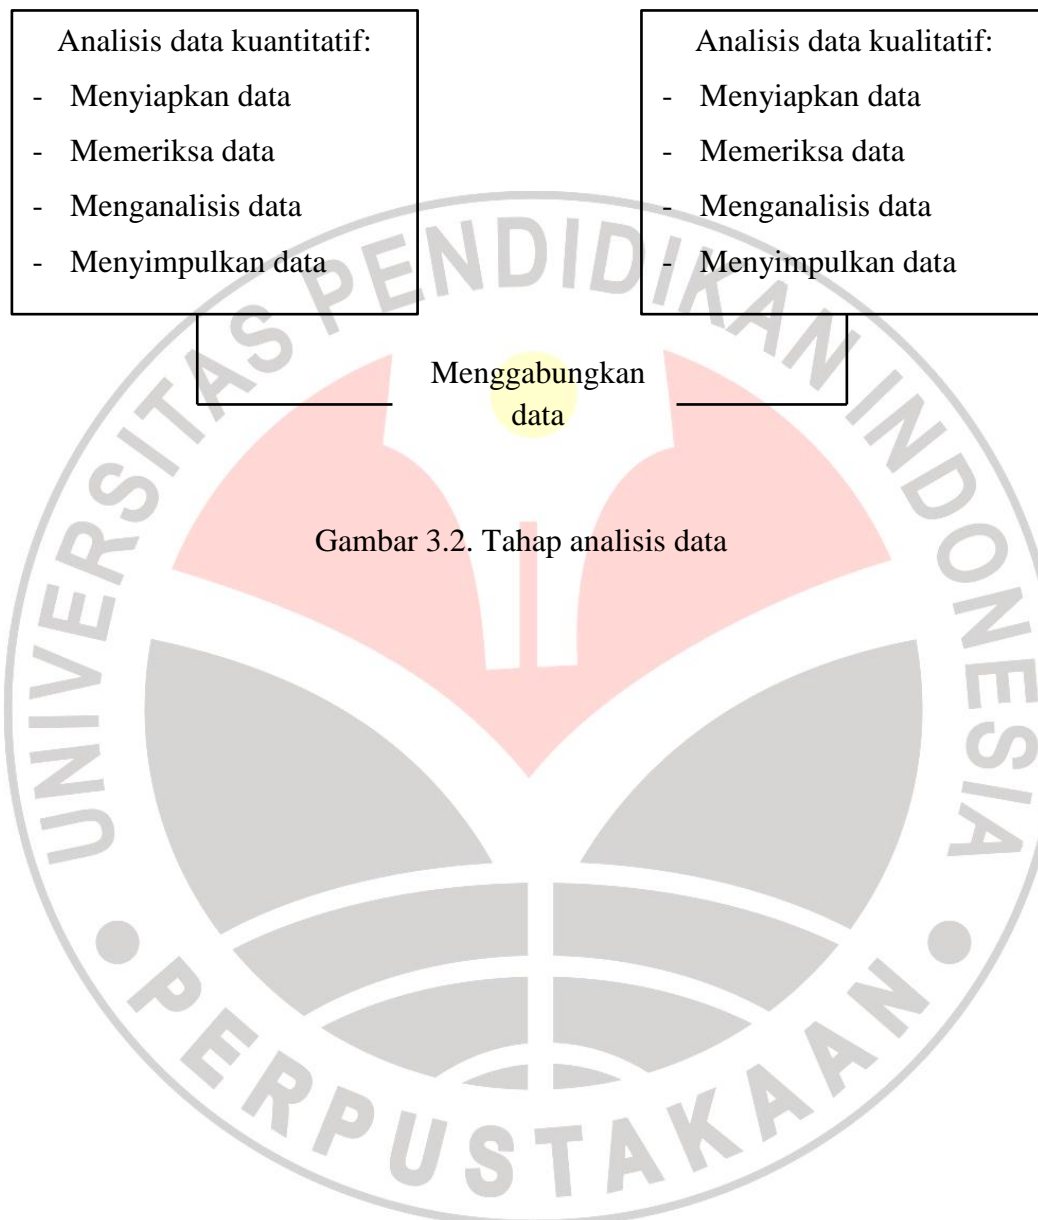 Analisis data kuantitatif:
- Menyiapkan data
- Memeriksa data
- Menganalisis data
- Menyimpulkan data
Analisis data kualitatif:
- Menyiapkan data
- Memeriksa data
- Menganalisis data
- Menyimpulkan data
Menggabungkan
data
Gambar 3.2. Tahap analisis data
UNIVERSITAS PENDIDIKAN INDONESIA
PERPUSTAKAAN